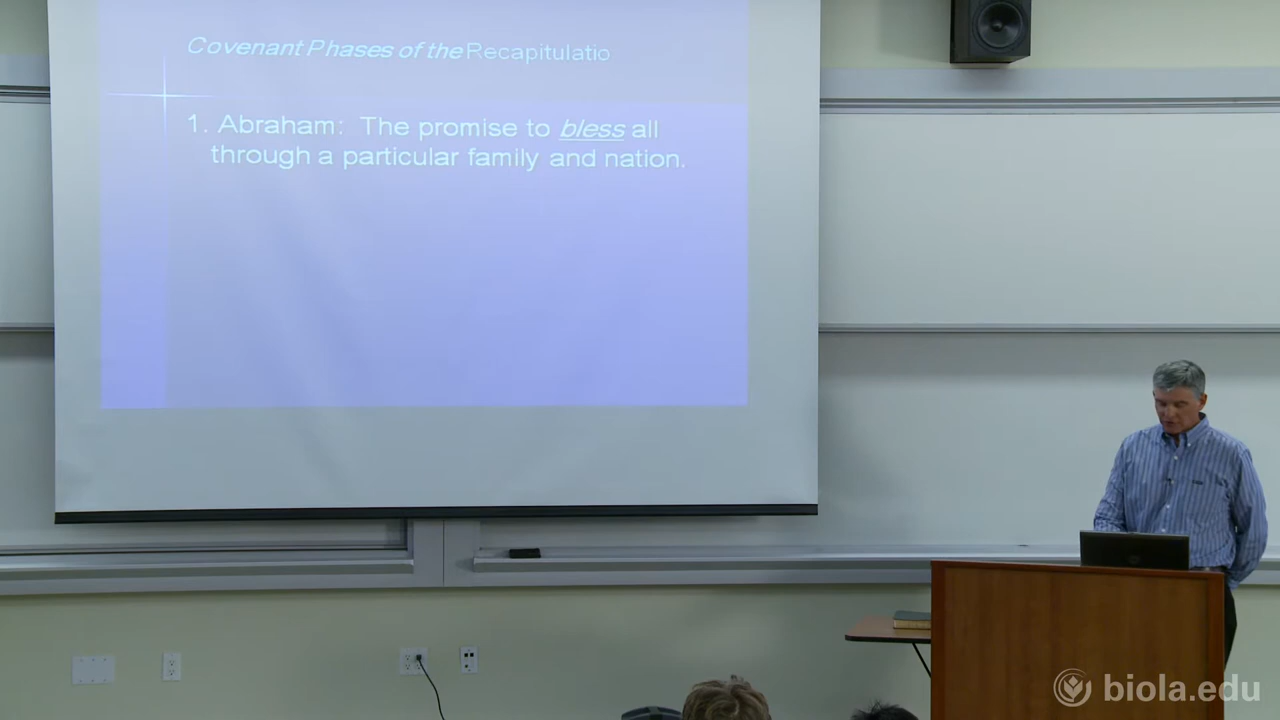 Covenant Phases of the Recapitulatio
1. Abraham: The promise to bless all
through a particular family and nation.
biola.edu